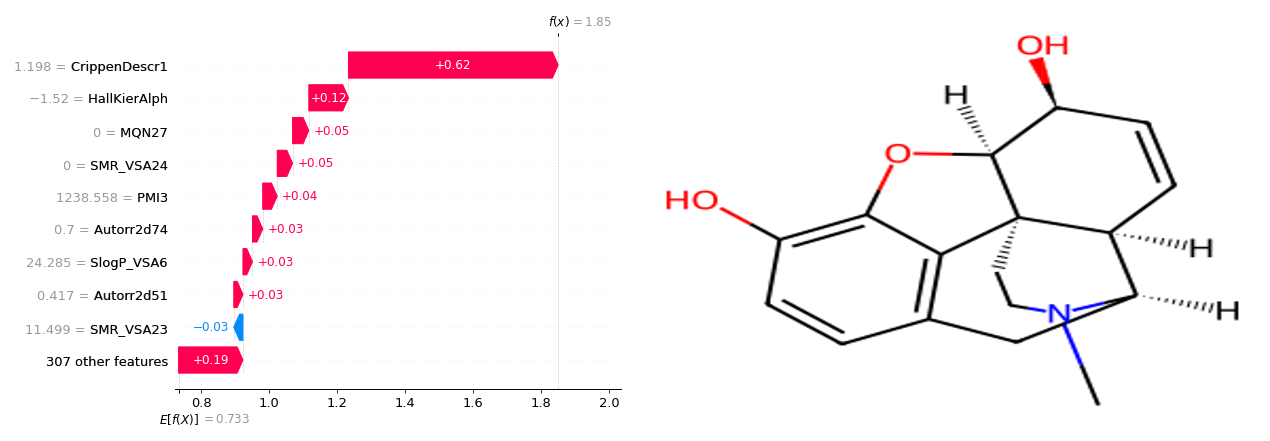 f(x) = 1.85
1.198 = CrippenDescr1
+0.62
−1.52 = HallKierAlph
+0.12
0 = MQN27
+0.05
0 = SMR_VSA24
+0.05
1238.558 = PMI3
+0.04
0.7 = Autorr2d74
+0.03
24.285 = SlogP_VSA6
+0.03
0.417 = Autorr2d51
+0.03
11.499 = SMR_VSA23
−0.03
307 other features
+0.19
0.8 1.0 1.2 1.4 1.6 1.8 2.0
E[f(X)] = 0.733
OH
H
O
HO
H
N
H